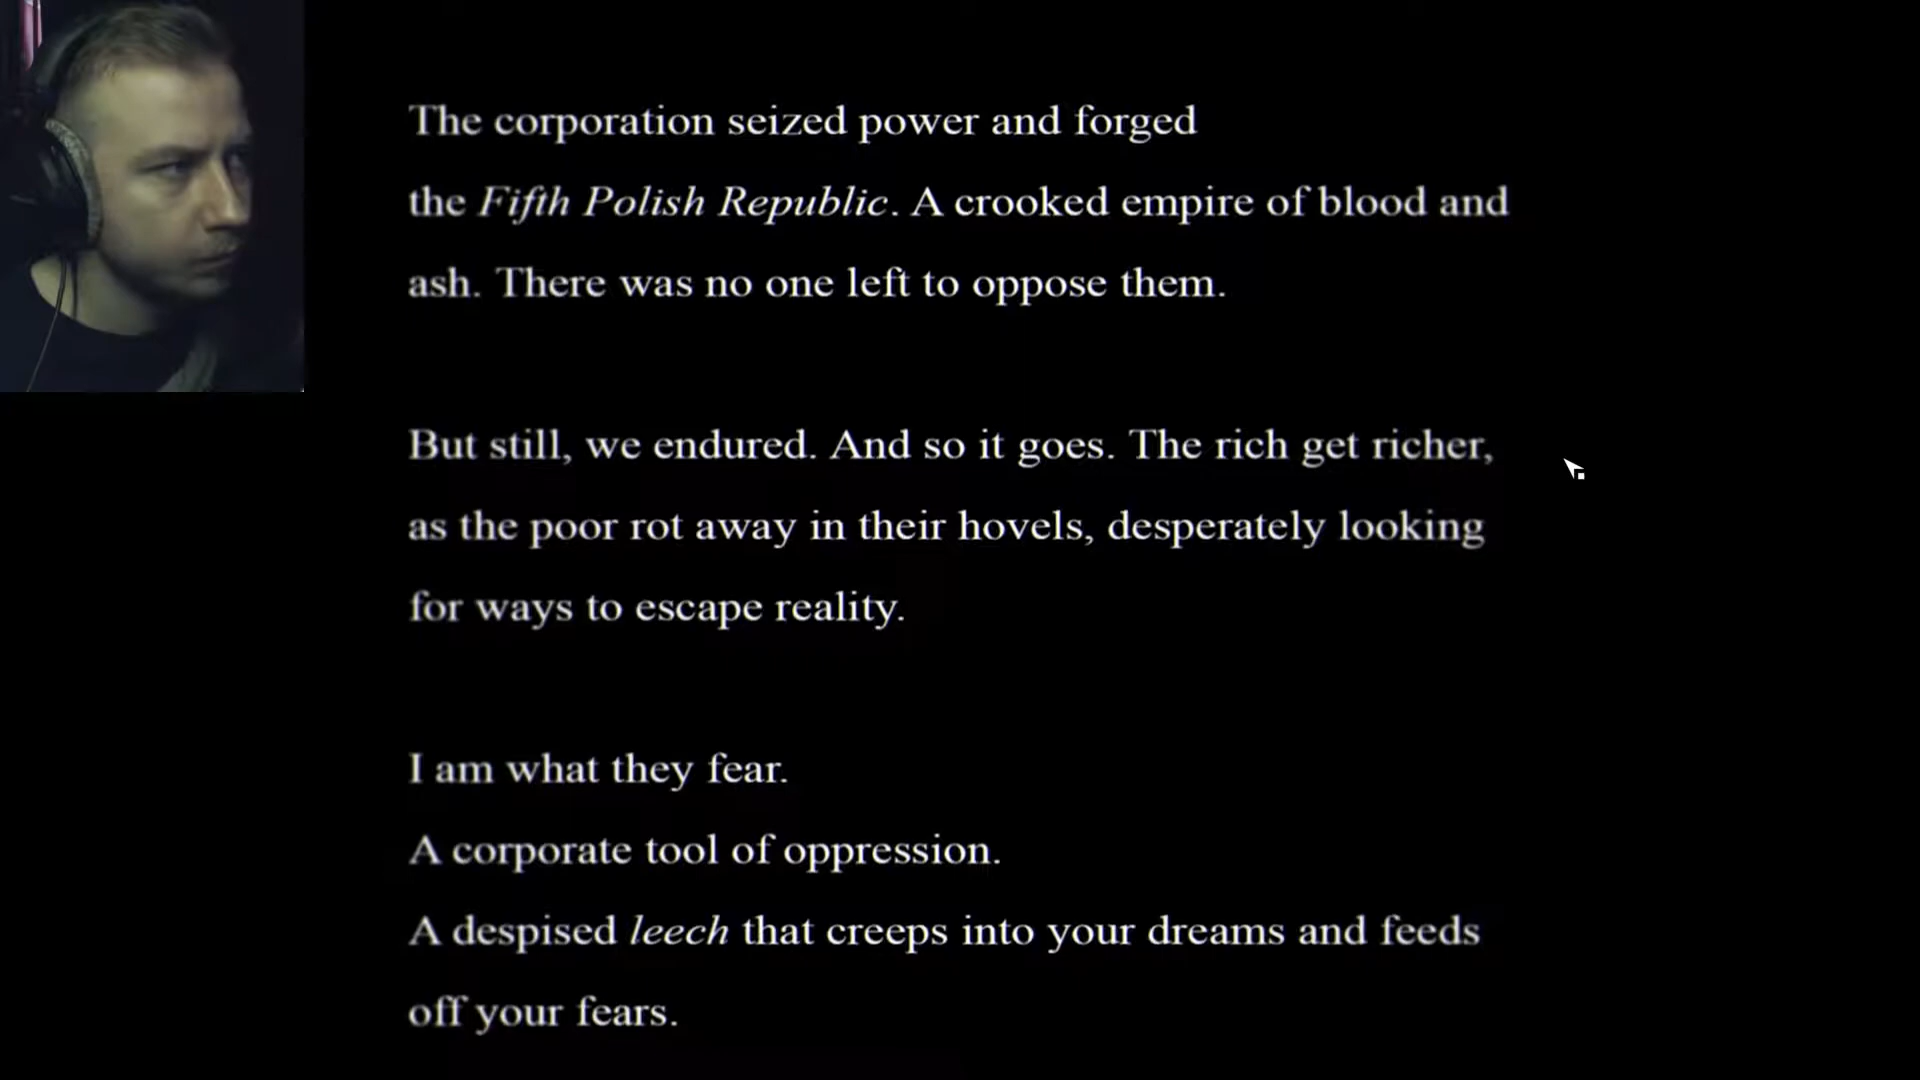 The corporation seized power and forged
the Fifth Polish Republic. A crooked empire of blood and
ash. There was no one left to oppose them.
But still, we endured. And so it goes. The rich get richer,
as the poor rot away in their hovels, desperately looking
for ways to escape reality.
I am what they fear.
A corporate tool of oppression.
A despised leech that creeps into your dreams and feeds
off your fears.